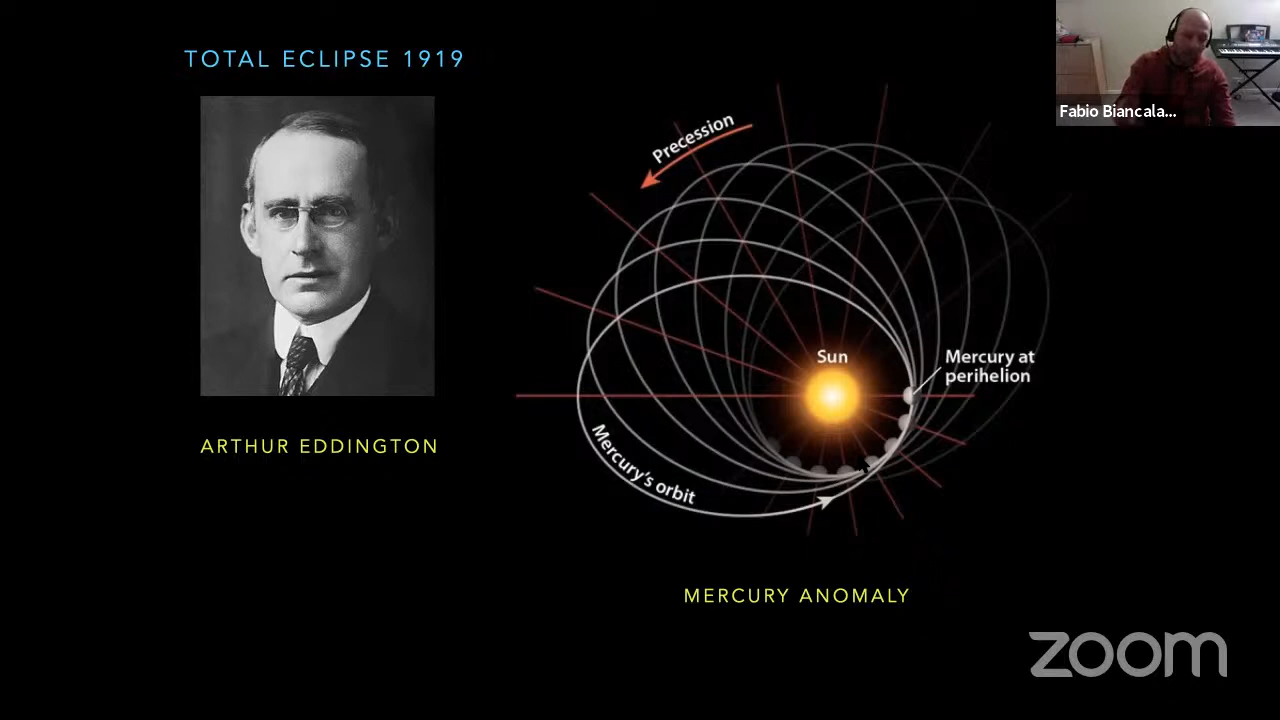 TOTAL ECLIPSE 1919
Fabio Biancala...
Precession
Sun
Mercury at
perihelion
Mercury's orbit
ARTHUR EDDINGTON
MERCURY ANOMALY
zoom